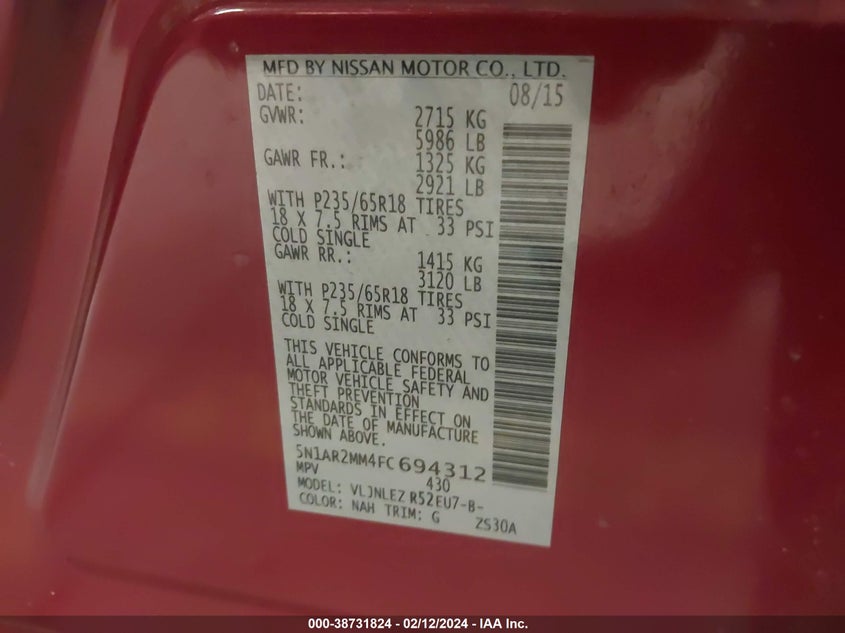 MFD BY NISSAN MOTOR CO., LTD.
DATE: 08/15
GVWR: 2715 KG
5986 LB
GAWR FR.: 1325 KG
2921 LB
WITH P235/65R18 TIRES
18 X 7.5 RIMS AT 33 PSI
COLD SINGLE
GAWR RR.: 1415 KG
3120 LB
WITH P235/65R18 TIRES
18 X 7.5 RIMS AT 33 PSI
COLD SINGLE
THIS VEHICLE CONFORMS TO
ALL APPLICABLE FEDERAL
MOTOR VEHICLE SAFETY AND
THEFT PREVENTION
STANDARDS IN EFFECT ON
THE DATE OF MANUFACTURE
SHOWN ABOVE.
5N1AR2MM4FC694312
MPV 430
MODEL: VLJNLEZ R52EU7-B-
COLOR: NAH TRIM: G ZS30A
000-38731824 - 02/12/2024 - IAA Inc.